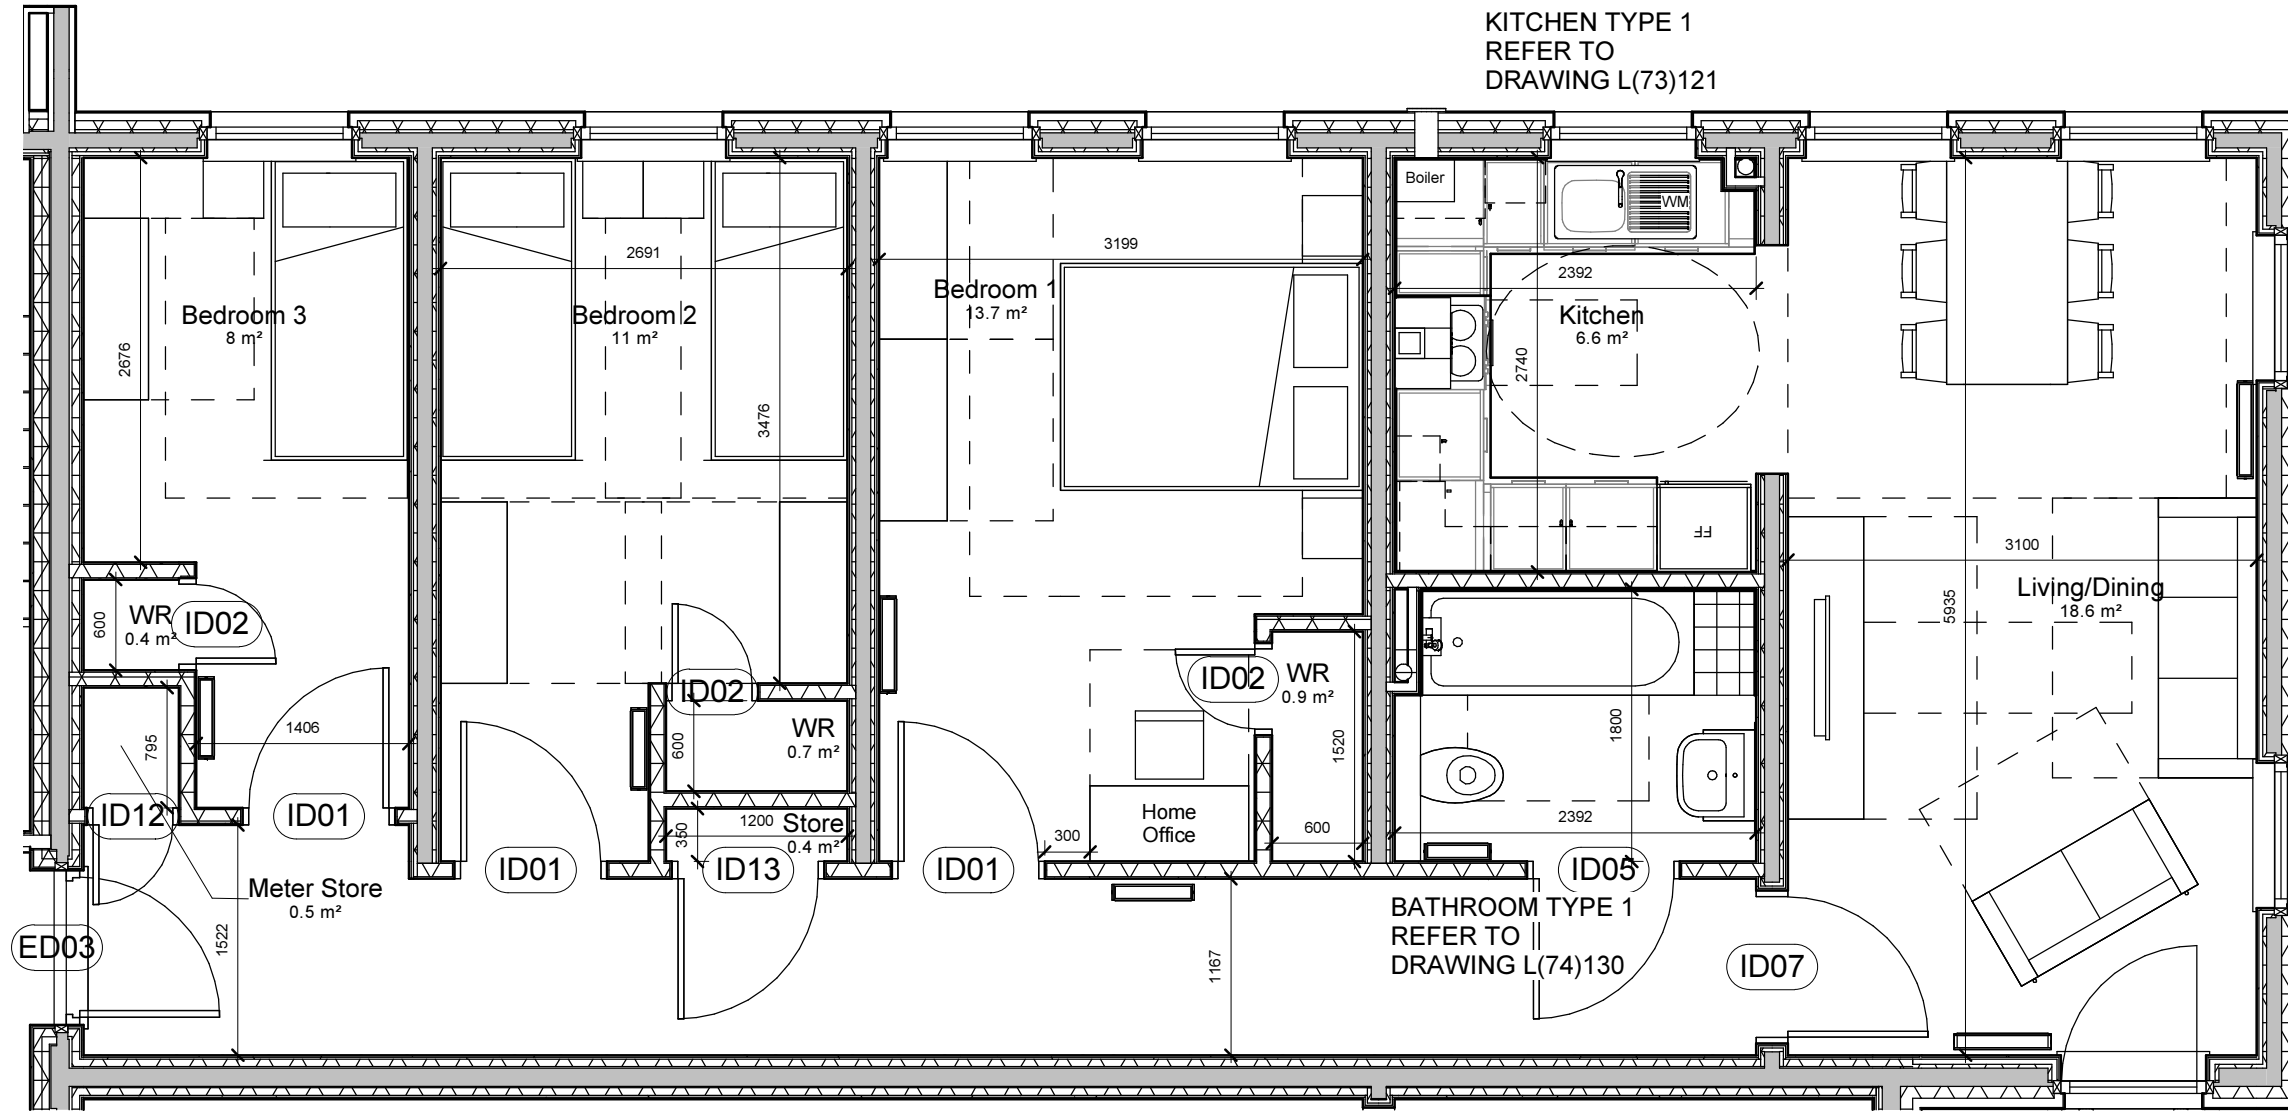 KITCHEN TYPE 1
REFER TO
DRAWING L(73)121
Boiler
WM
2691
3199
2392
Bedroom 3
8 m²
Bedroom 2
11 m²
Bedroom 1
13.7 m²
Kitchen
6.6 m²
2676
3476
2740
FF
3100
Living/Dining
18.6 m²
5935
600
WR
0.4 m²
ID02
ID02
ID02
WR
0.9 m²
1406
795
600
WR
0.7 m²
1520
1800
ID12
ID01
1200
Store
0.4 m²
350
300
Home
Office
600
2392
ID01
ID13
ID01
ID05
Meter Store
0.5 m²
BATHROOM TYPE 1
REFER TO
DRAWING L(74)130
ED03
1522
1167
ID07